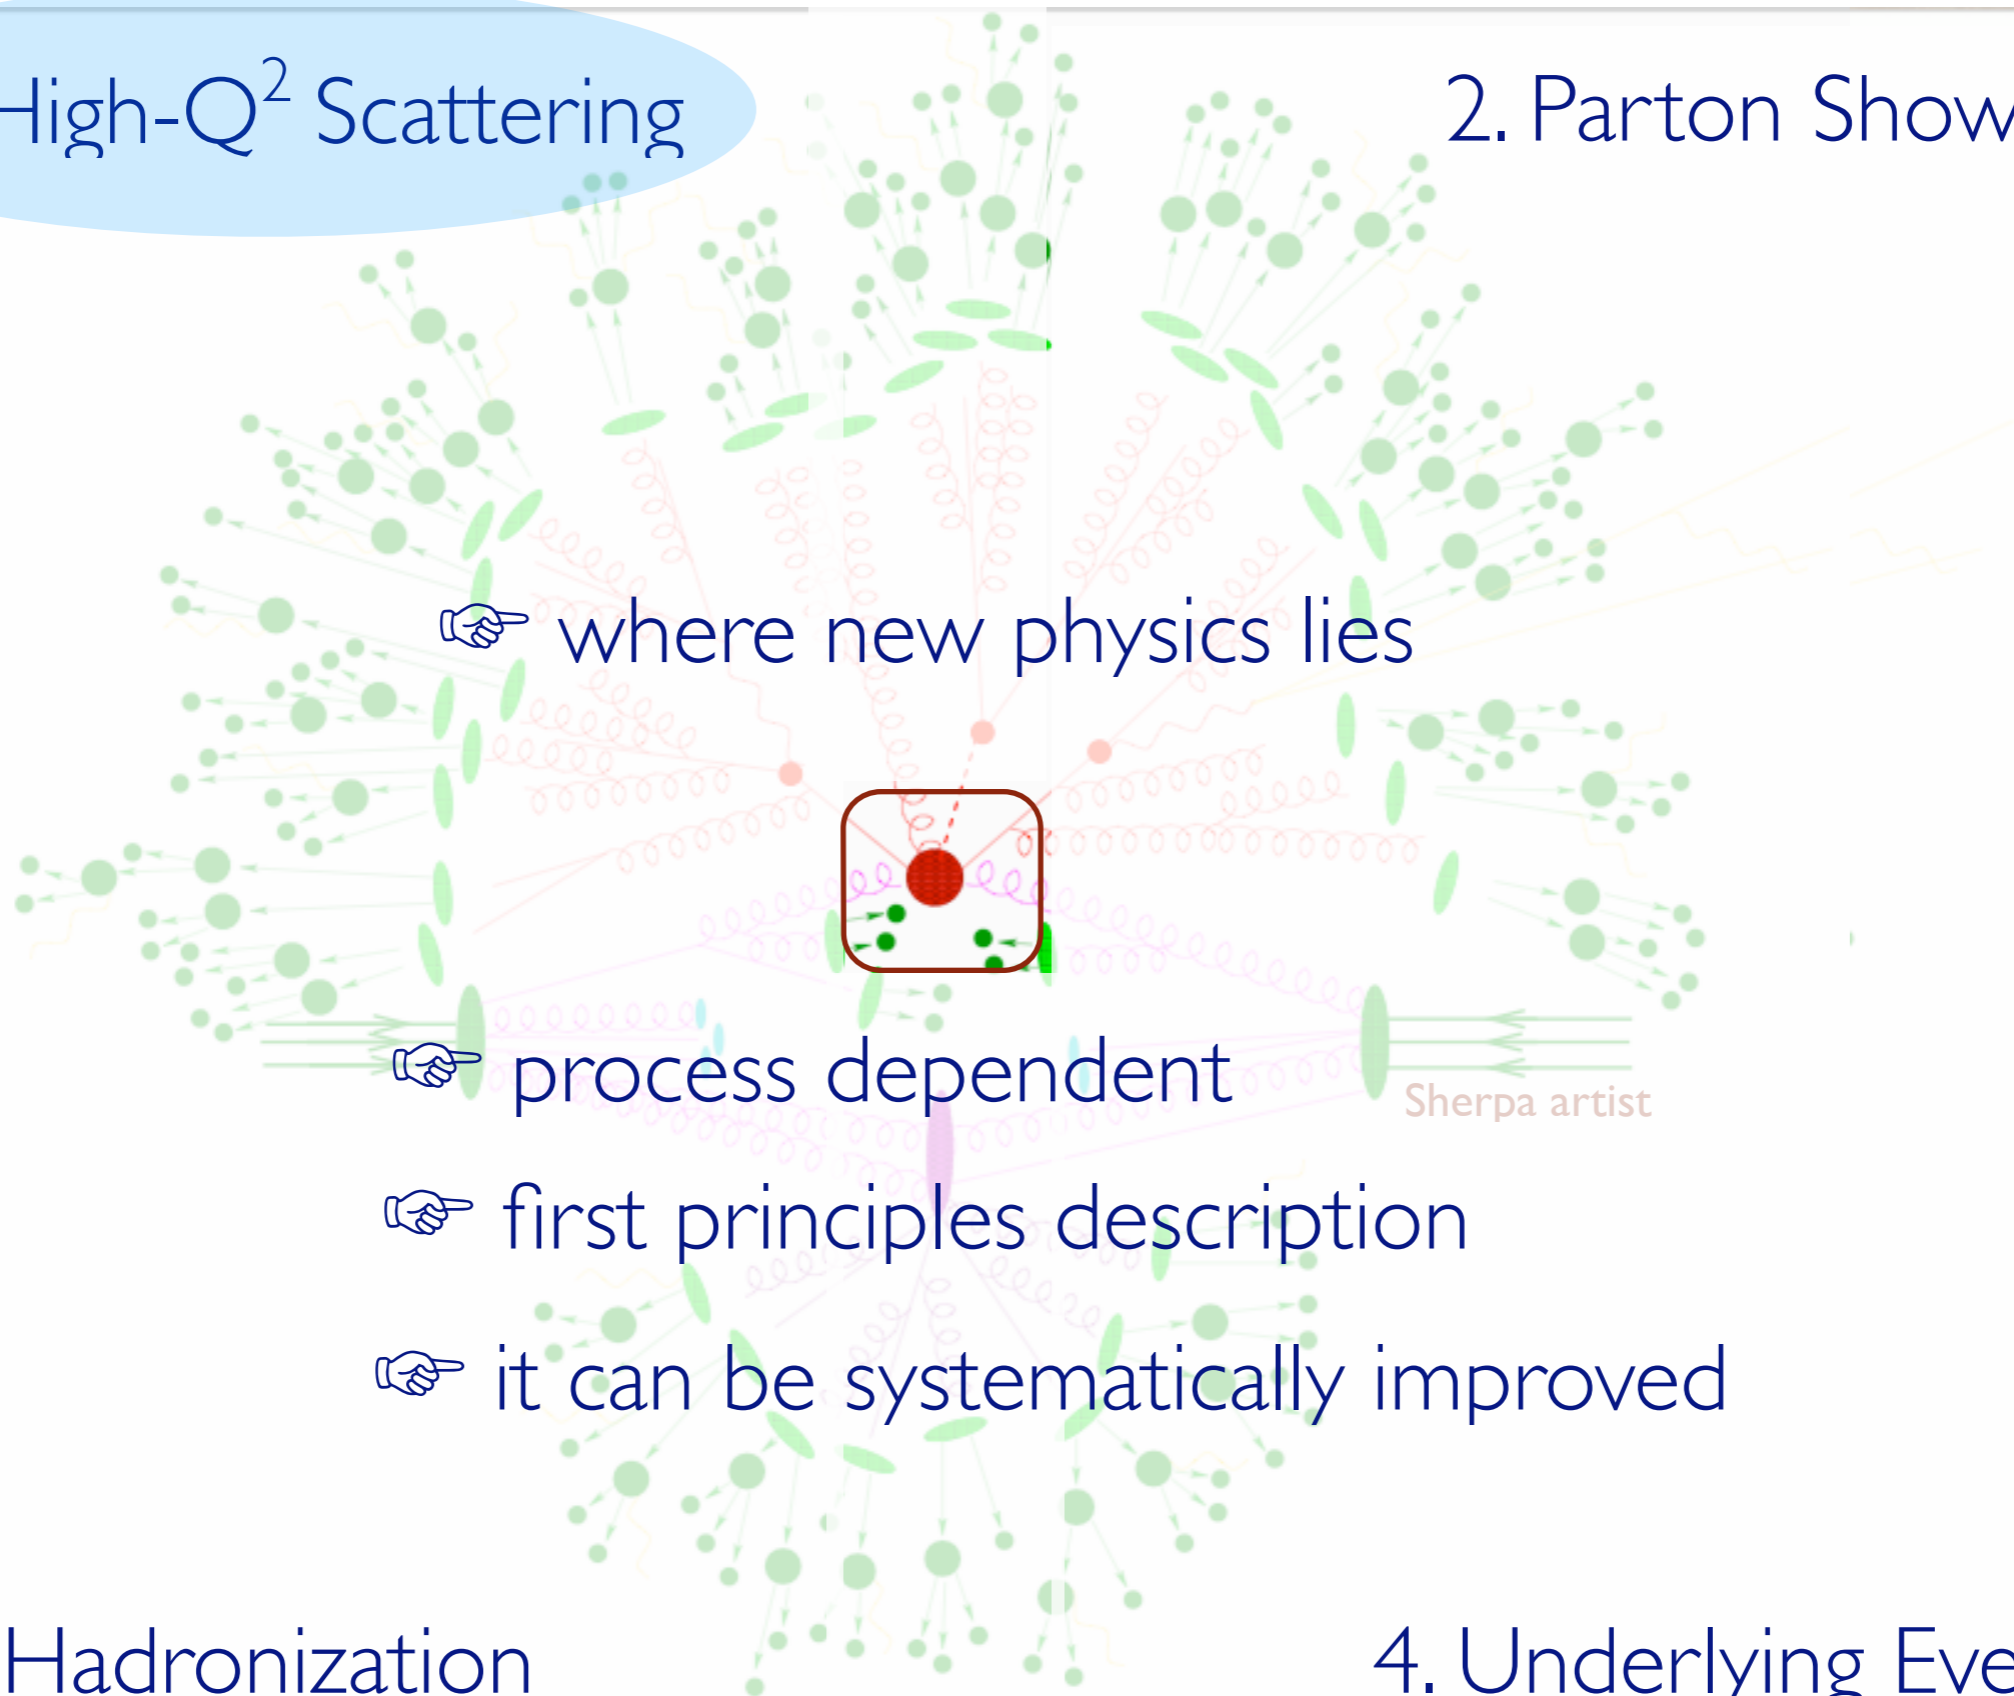 High-Q² Scattering
2. Parton Show
☞ where new physics lies
☞ process dependent
Sherpa artist
☞ first principles description
☞ it can be systematically improved
Hadronization
4. Underlying Eve